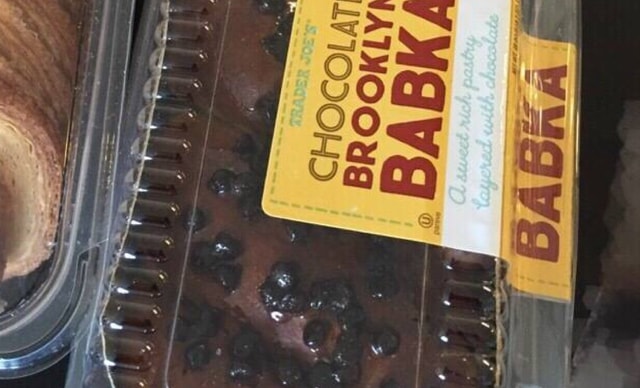 TRADER JOE'S
CHOCOLATE
BROOKLYN
BABKA
A sweet rich pastry
layered with chocolate
BABKA
U